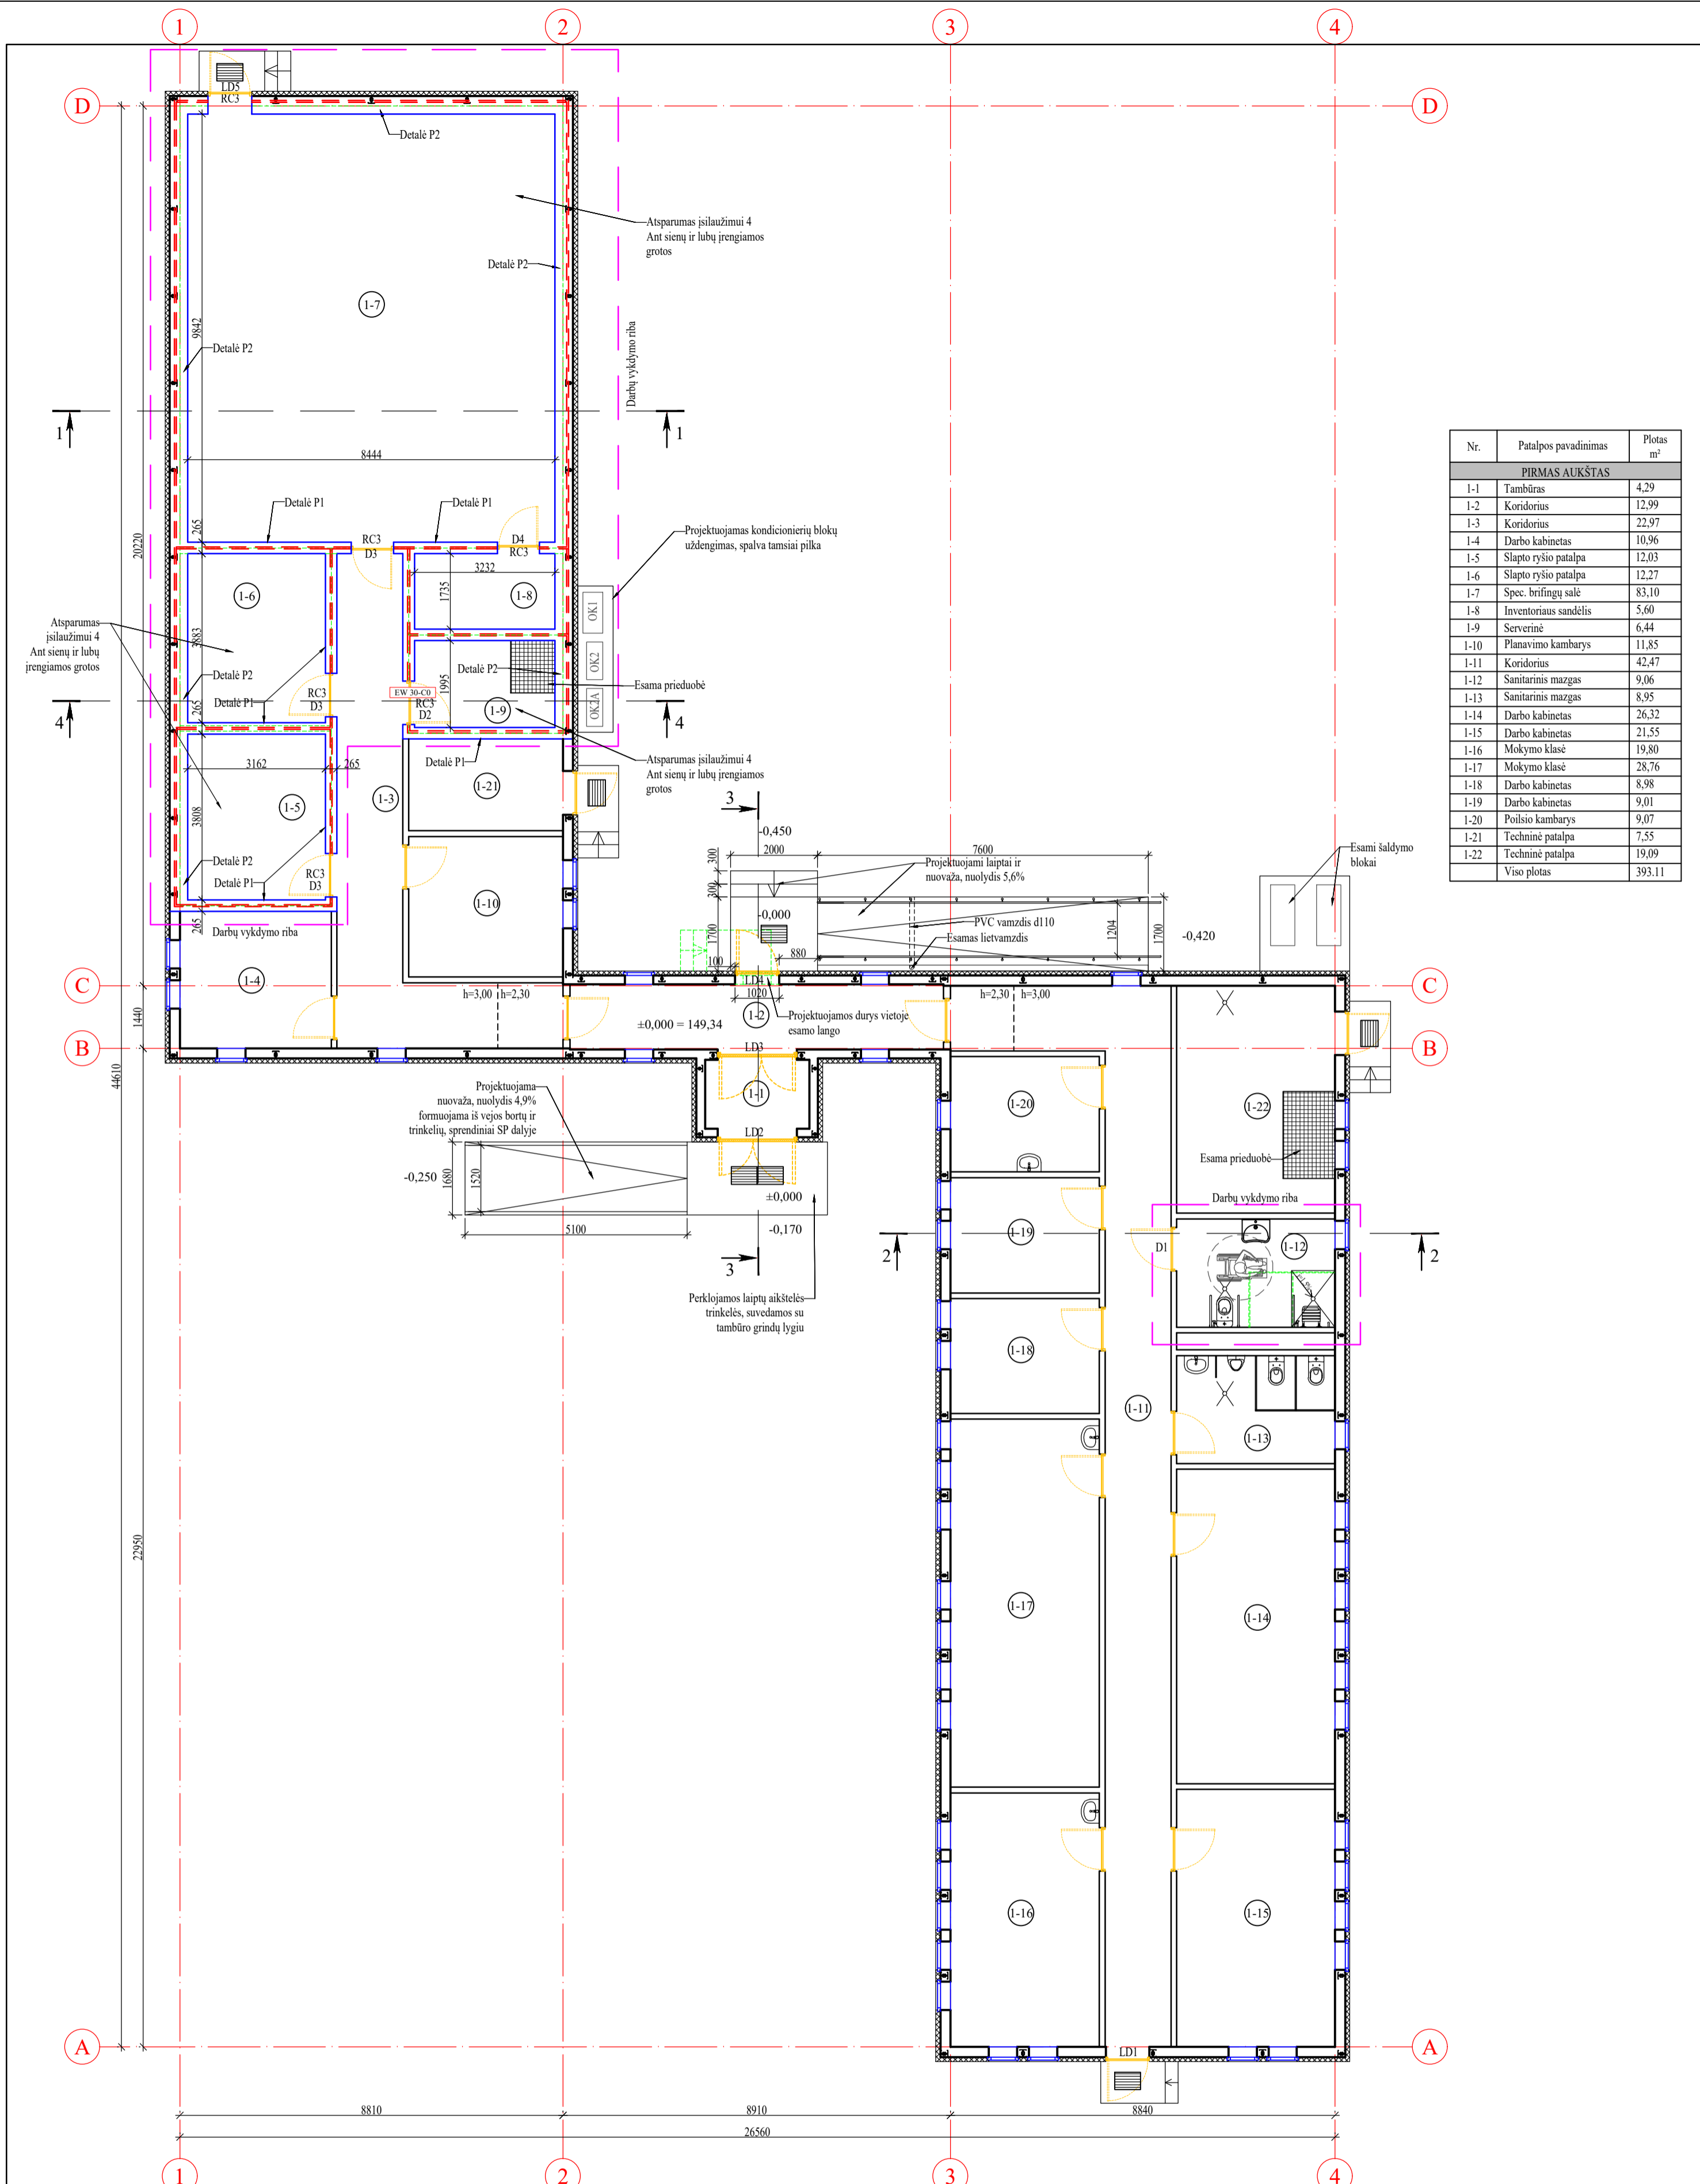 1
2
3
4
D
D
LD5
RC3
Detalė P2
Atsparumas įsilaužimui 4
Ant sienų ir lubų įrengiamos
grotos
Detalė P2
1-7
9842
Detalė P2
Darbų vykdymo riba
1
1
8444
Detalė P1
Detalė P1
265
20220
RC3
D3
D4
RC3
Projektuojamas kondicionierių blokų
uždengimas, spalva tamsiai pilka
3232
1735
1-6
1-8
OK1
Atsparumas
įsilaužimui 4
Ant sienų ir lubų
įrengiamos grotos
3883
OK2
1995
Detalė P2
Detalė P2
Esama prieduobė
EW 30-C0
RC3
D2
RC3
D3
Detalė P1
265
1-9
OK2A
4
4
Detalė P1
Atsparumas įsilaužimui 4
Ant sienų ir lubų įrengiamos
grotos
3162
265
1-21
1-3
1-5
3808
Detalė P2
RC3
D3
Detalė P1
1-10
265
Darbų vykdymo riba
3
-0,450
2000
7600
300
300
1700
Projektuojami laiptai ir
nuovaža, nuolydis 5,6%
-0,000
PVC vamzdis d110
Esamas lietvamzdis
1204
1700
-0,420
Esami šaldymo
blokai
100
880
C
C
1-4
h=3,00
h=2,30
LD4
1020
h=2,30
h=3,00
1440
±0,000 = 149,34
1-2
Projektuojamos durys vietoje
esamo lango
B
B
LD3
44610
Projektuojama
nuovaža, nuolydis 4,9%
formuojama iš vejos bortų ir
trinkelių, sprendiniai SP dalyje
1-1
LD2
1-20
1-22
Esama prieduobė
-0,250
1680
1520
±0,000
-0,170
5100
Darbų vykdymo riba
1-19
2
2
D1
1-12
3
Perklojamos laiptų aikštelės
trinkelės, suvedamos su
tambūro grindų lygiu
1-18
1-11
1-13
22950
1-17
1-14
1-16
1-15
A
A
LD1
8810
8910
8840
26560
1
2
3
4
Nr. Patalpos pavadinimas Plotas
m²
PIRMAS AUKŠTAS
1-1 Tambūras 4,29
1-2 Koridorius 12,99
1-3 Koridorius 22,97
1-4 Darbo kabinetas 10,96
1-5 Slapto ryšio patalpa 12,03
1-6 Slapto ryšio patalpa 12,27
1-7 Spec. brifingų salė 83,10
1-8 Inventoriaus sandėlis 5,60
1-9 Serverinė 6,44
1-10 Planavimo kambarys 11,85
1-11 Koridorius 42,47
1-12 Sanitarinis mazgas 9,06
1-13 Sanitarinis mazgas 8,95
1-14 Darbo kabinetas 26,32
1-15 Darbo kabinetas 21,55
1-16 Mokymo klasė 19,80
1-17 Mokymo klasė 28,76
1-18 Darbo kabinetas 8,98
1-19 Darbo kabinetas 9,01
1-20 Poilsio kambarys 9,07
1-21 Techninė patalpa 7,55
1-22 Techninė patalpa 19,09
Viso plotas 393.11